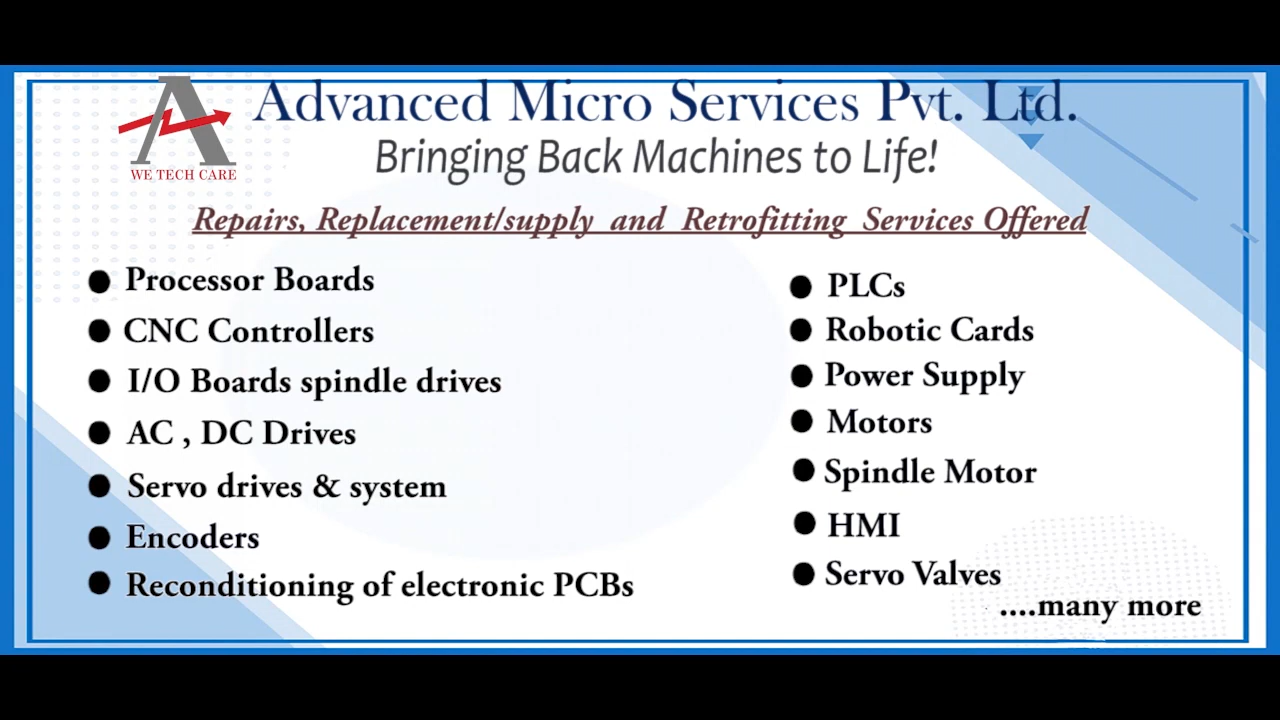 Advanced Micro Services Pvt. Ltd.
WE TECH CARE
Bringing Back Machines to Life!
Repairs, Replacement/supply and Retrofitting Services Offered
Processor Boards
CNC Controllers
I/O Boards spindle drives
AC , DC Drives
Servo drives & system
Encoders
Reconditioning of electronic PCBs
PLCs
Robotic Cards
Power Supply
Motors
Spindle Motor
HMI
Servo Valves
....many more